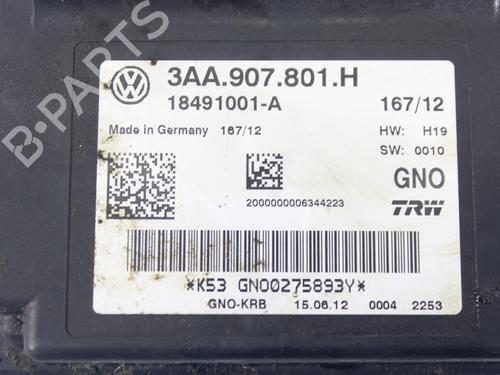 B-PARTS
3AA.907.801.H
18491001-A 167/12
Made in Germany 167/12 HW: H19
SW: 0010
GNO
2000000006344223
TRW
*K53 GNO0275893Y*
GNO-KRB 15.06.12 0004 2253